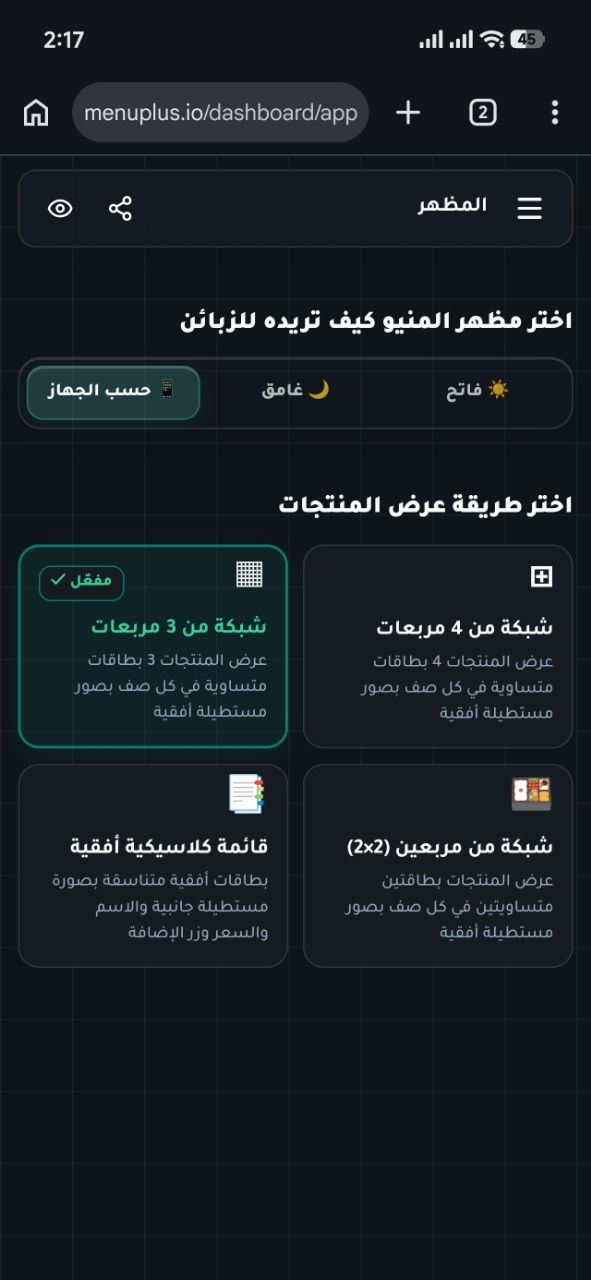 2:17
45
menuplus.io/dashboard/app
2
المظهر
اختر مظهر المنيو كيف تريده للزبائن
فاتح
غامق
حسب الجهاز
اختر طريقة عرض المنتجات
شبكة من 4 مربعات
عرض المنتجات 4 بطاقات
متساوية في كل صف بصور
مستطيلة أفقية
مفعّل ✓
شبكة من 3 مربعات
عرض المنتجات 3 بطاقات
متساوية في كل صف بصور
مستطيلة أفقية
شبكة من مربعين (2×2)
عرض المنتجات بطاقتين
متساويتين في كل صف بصور
مستطيلة أفقية
قائمة كلاسيكية أفقية
بطاقات أفقية متناسقة بصورة
مستطيلة جانبية والاسم
والسعر وزر الإضافة